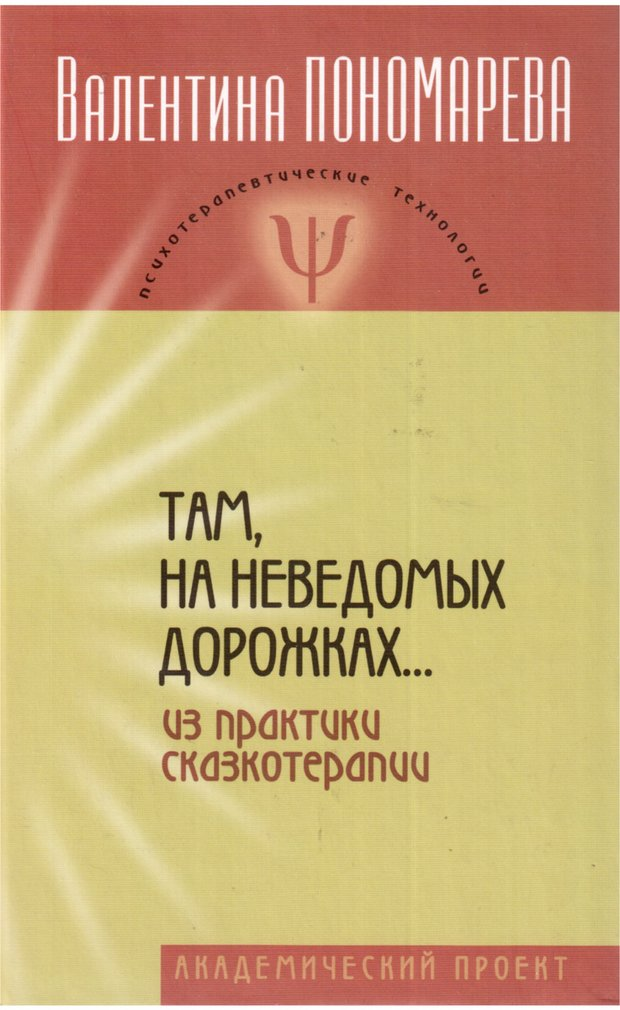 Валентина ПОНОМАРЕВА
психотерапевтические технологии
Ψ
ТАМ,
НА НЕВЕДОМЫХ
ДОРОЖКАХ...
из практики
сказкотерапии
АКАДЕМИЧЕСКИЙ ПРОЕКТ